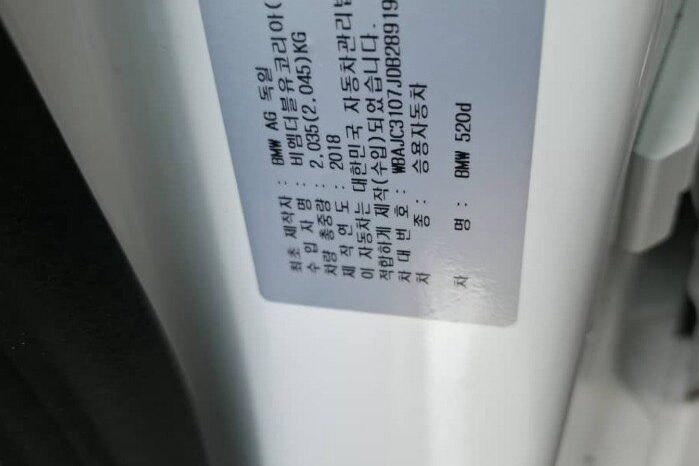 최초 제작자 : BMW AG 독일
수 입 자 명 : 비엠더블유코리아(
차량 총중량 : 2.035(2.045)KG
제 작 연 도 : 2018
이 자동차는 대한민국 자동차관리법
적합하게 제작(수입)되었습니다.
차 대 번 호 : WBAJC3107JDB28919
차 종 : 승용자동차
차 명 : BMW 520d